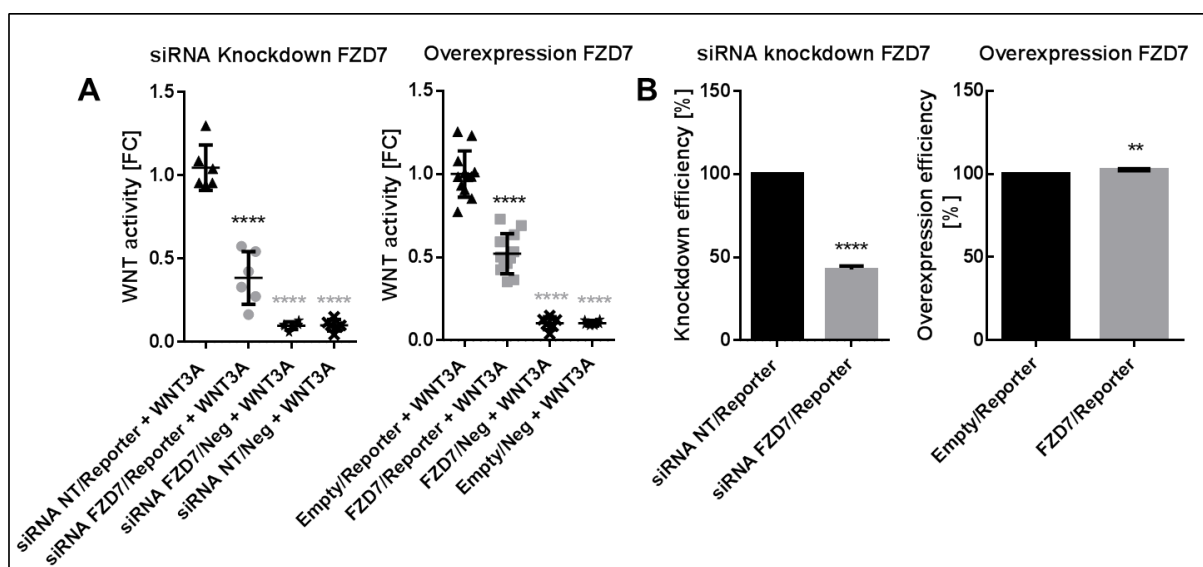 A
siRNA Knockdown FZD7
WNT activity [FC]
1.5
1.0
0.5
0.0
****
****
****
siRNA NT/Reporter + WNT3A
siRNA FZD7/Reporter + WNT3A
siRNA FZD7/Neg + WNT3A
siRNA NT/Neg + WNT3A
Overexpression FZD7
WNT activity [FC]
1.5
1.0
0.5
0.0
****
****
****
Empty/Reporter + WNT3A
FZD7/Reporter + WNT3A
FZD7/Neg + WNT3A
Empty/Neg + WNT3A
B
siRNA knockdown FZD7
Knockdown efficiency [%]
150
100
50
0
****
siRNA NT/Reporter
siRNA FZD7/Reporter
Overexpression FZD7
Overexpression efficiency
[%]
150
100
50
0
**
Empty/Reporter
FZD7/Reporter